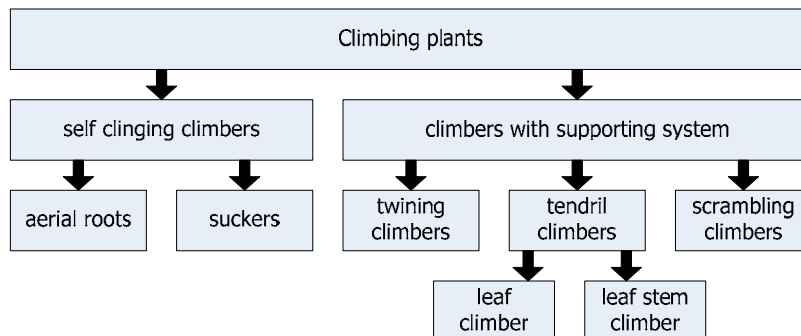 Climbing plants
self clinging climbers
climbers with supporting system
aerial roots
suckers
twining
climbers
tendril
climbers
scrambling
climbers
leaf
climber
leaf stem
climber